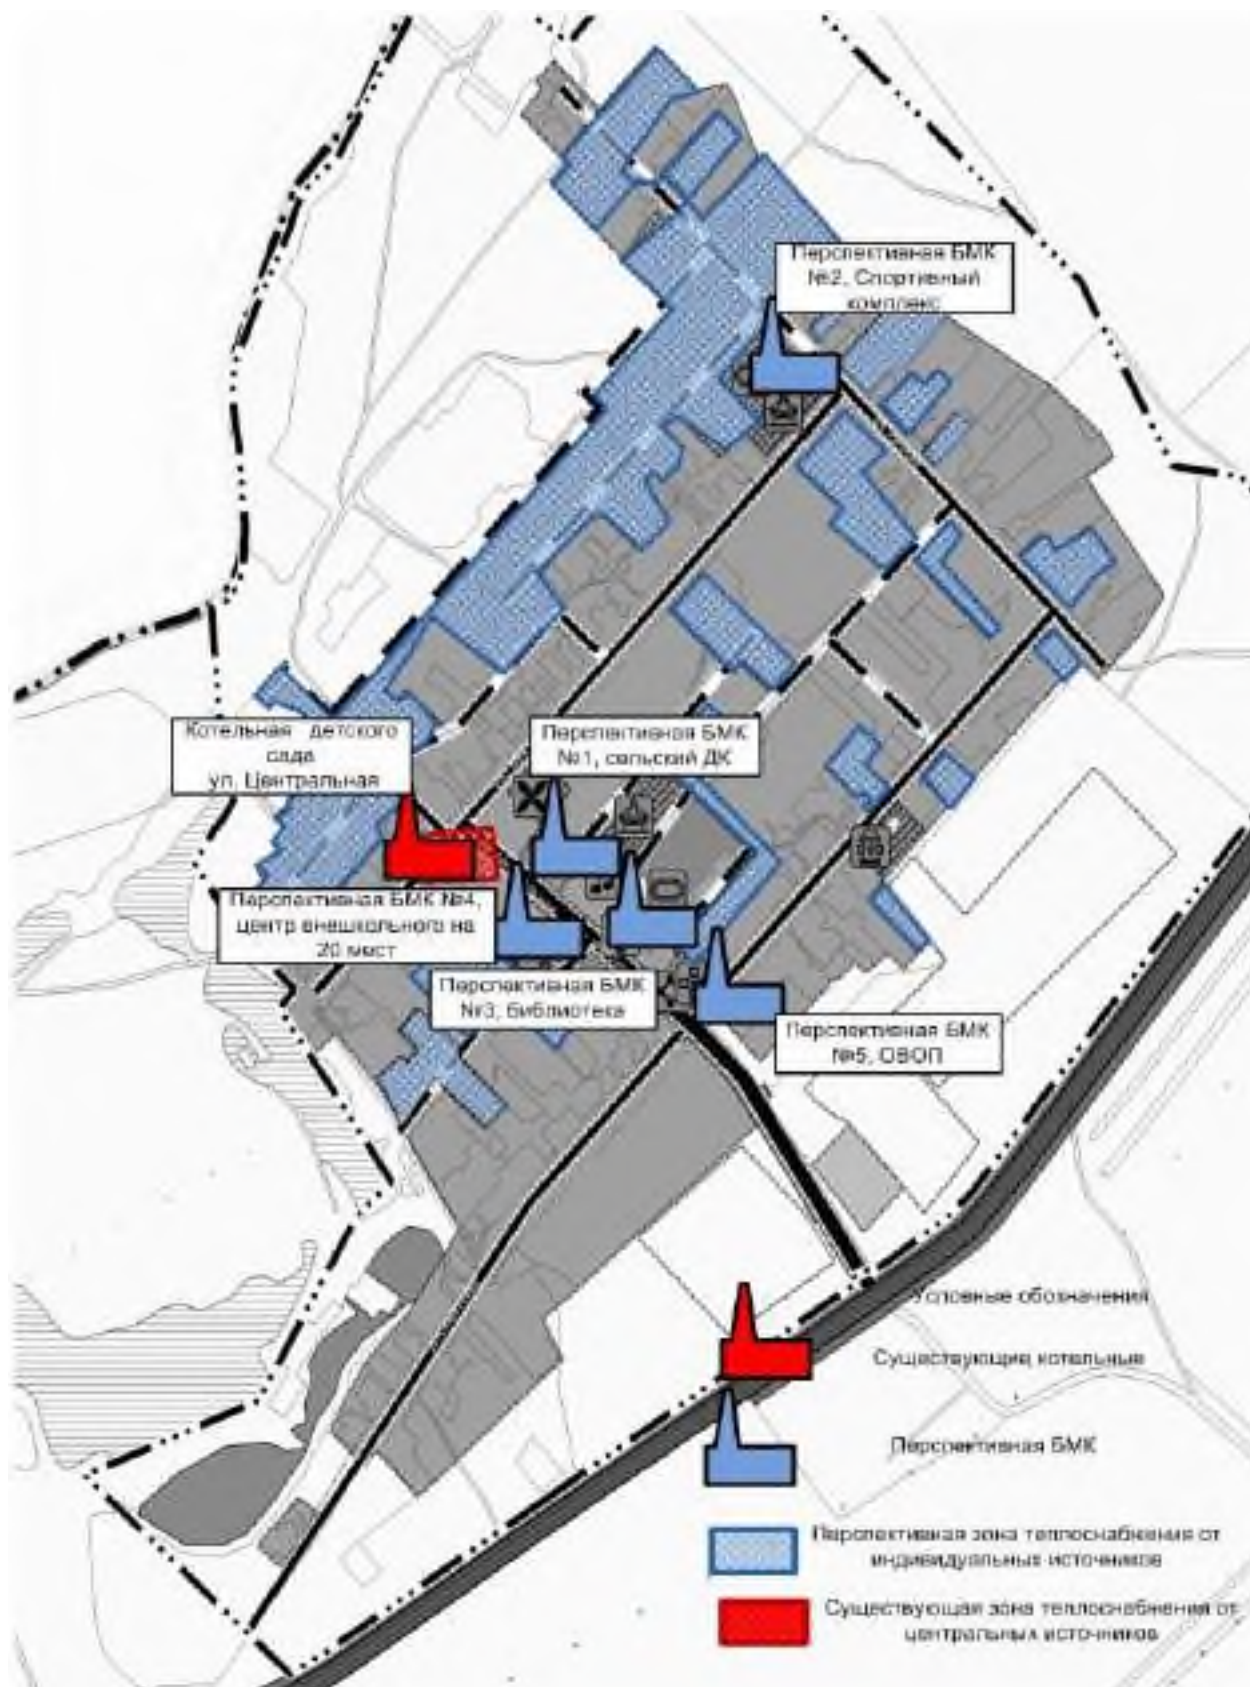 Перспективная БМК
№2, Спортивный
комплекс
Котельная детского
сада
ул. Центральная
Перспективная БМК
№1, сельский ДК
Перспективная БМК №4,
центр внешкольного на
20 мест
Перспективная БМК
№3, Библиотека
Перспективная БМК
№5, ОВОП
Условные обозначения
Существующие котельные
Перспективная БМК
Перспективная зона теплоснабжения от
индивидуальных источников
Существующая зона теплоснабжения от
центральных источников